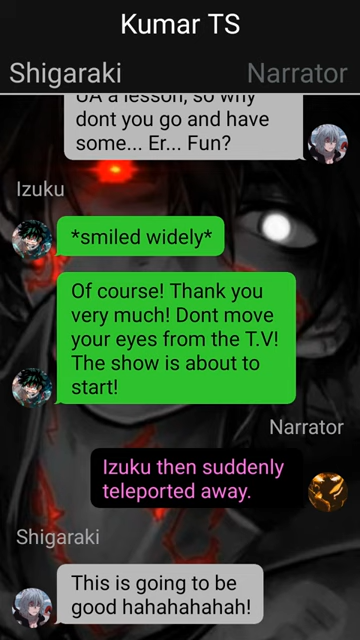 Kumar TS
Shigaraki
Narrator
UA a lesson, so why
dont you go and have
some... Er... Fun?
Izuku
*smiled widely*
Of course! Thank you
very much! Dont move
your eyes from the T.V!
The show is about to
start!
Narrator
Izuku then suddenly
teleported away.
Shigaraki
This is going to be
good hahahahahah!